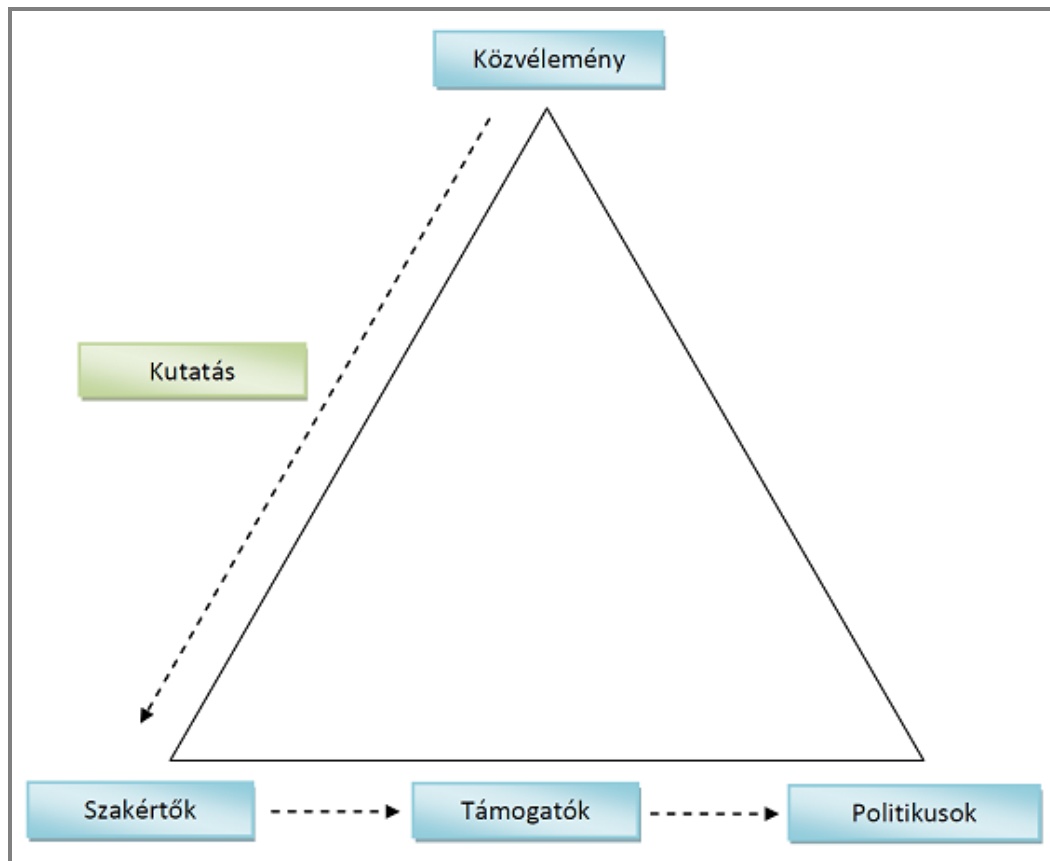 Közvélemény
Kutatás
Szakértők
Támogatók
Politikusok